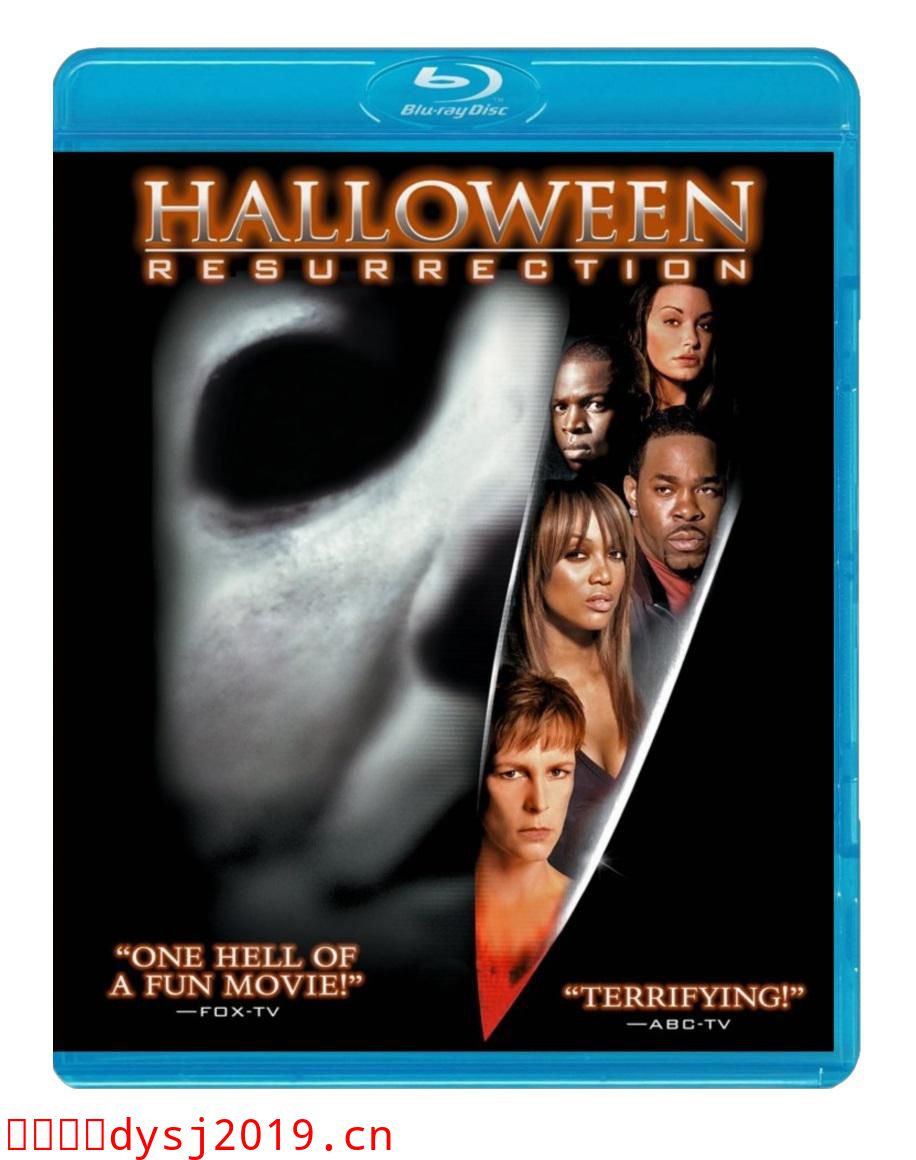 Blu-ray Disc
HALLOWEEN
RESURRECTION
“ONE HELL OF
A FUN MOVIE!”
—FOX-TV
“TERRIFYING!”
—ABC-TV
dysj2019.cn